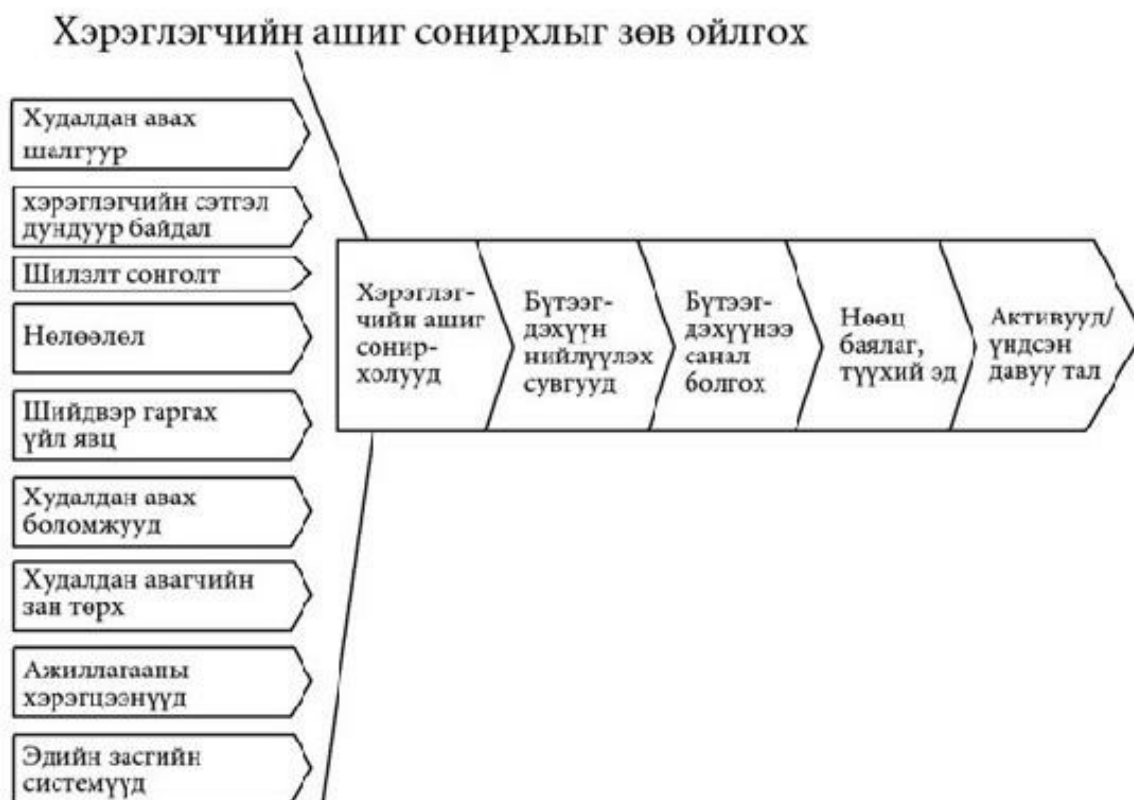 Хэрэглэгчийн ашиг сонирхлыг зөв ойлгох
Худалдан авах
шалгуур
хэрэглэгчийн сэтгэл
дундуур байдал
Шилэлт сонголт
Нөлөөлөл
Шийдвэр гаргах
үйл явц
Худалдан авах
боломжууд
Худалдан авагчийн
зан төрх
Ажиллагааны
хэрэгцээнүүд
Эдийн засгийн
системүүд
Хэрэглэг-
чийн ашиг
сонир-
холууд
Бүтээг-
дэхүүн
нийлүүлэх
сувгууд
Бүтээг-
дэхүүнээ
санал
болгох
Нөөц
баялаг,
түүхий эд
Активууд/
үндсэн
давуу тал